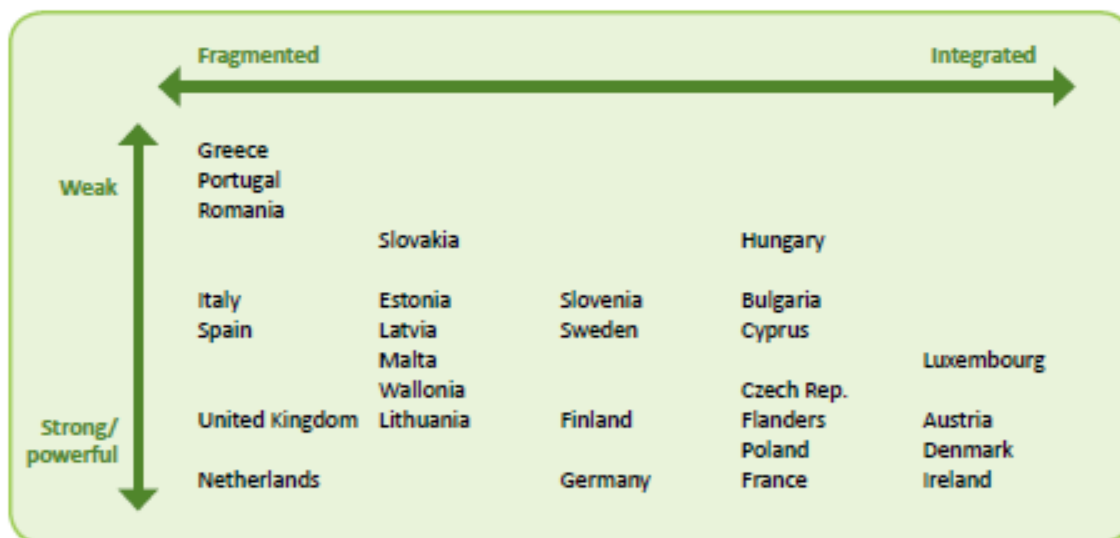 Fragmented Integrated
Weak
Strong/
powerful
Greece
Portugal
Romania
Slovakia Hungary
Italy Estonia Slovenia Bulgaria
Spain Latvia Sweden Cyprus
Malta Luxembourg
Wallonia Czech Rep.
United Kingdom Lithuania Finland Flanders Austria
Poland Denmark
Netherlands Germany France Ireland